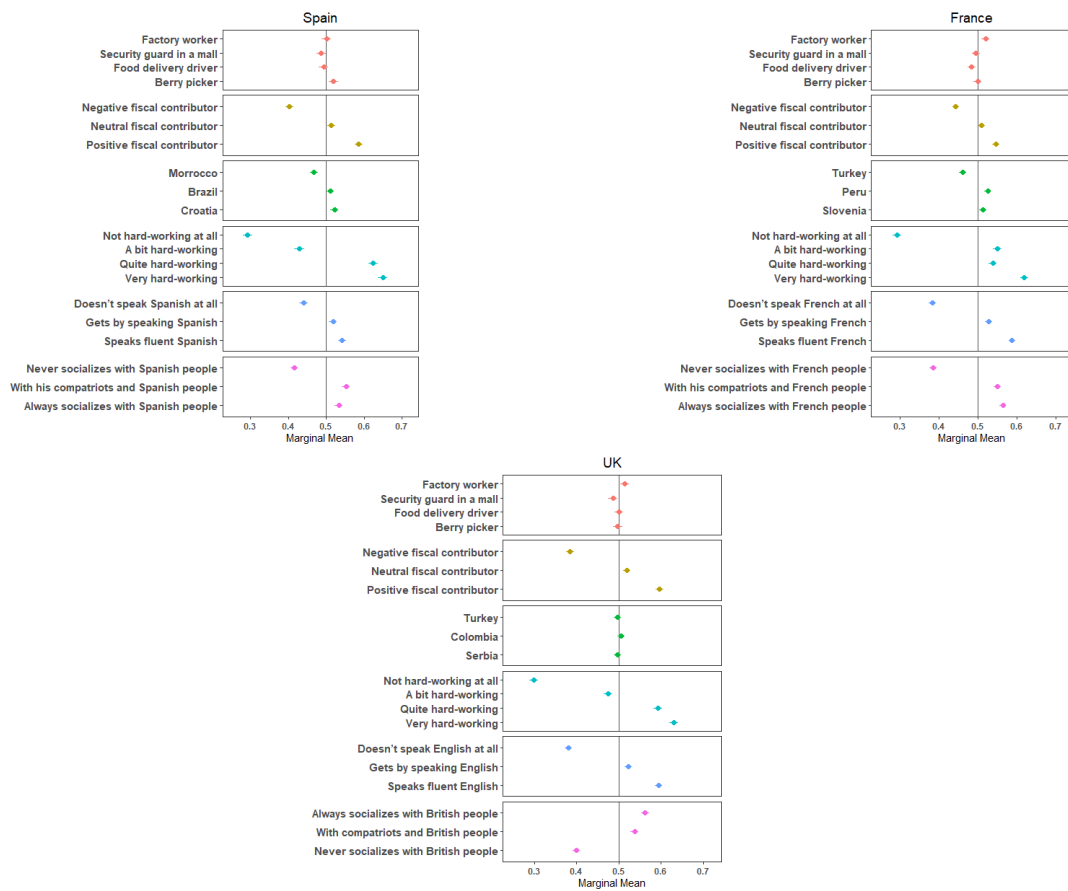 Spain
Factory worker
Security guard in a mall
Food delivery driver
Berry picker
Negative fiscal contributor
Neutral fiscal contributor
Positive fiscal contributor
Morrocco
Brazil
Croatia
Not hard-working at all
A bit hard-working
Quite hard-working
Very hard-working
Doesn't speak Spanish at all
Gets by speaking Spanish
Speaks fluent Spanish
Never socializes with Spanish people
With his compatriots and Spanish people
Always socializes with Spanish people
0.3 0.4 0.5 0.6 0.7
Marginal Mean
France
Factory worker
Security guard in a mall
Food delivery driver
Berry picker
Negative fiscal contributor
Neutral fiscal contributor
Positive fiscal contributor
Turkey
Peru
Slovenia
Not hard-working at all
A bit hard-working
Quite hard-working
Very hard-working
Doesn't speak French at all
Gets by speaking French
Speaks fluent French
Never socializes with French people
With his compatriots and French people
Always socializes with French people
0.3 0.4 0.5 0.6 0.7
Marginal Mean
UK
Factory worker
Security guard in a mall
Food delivery driver
Berry picker
Negative fiscal contributor
Neutral fiscal contributor
Positive fiscal contributor
Turkey
Colombia
Serbia
Not hard-working at all
A bit hard-working
Quite hard-working
Very hard-working
Doesn't speak English at all
Gets by speaking English
Speaks fluent English
Always socializes with British people
With compatriots and British people
Never socializes with British people
0.3 0.4 0.5 0.6 0.7
Marginal Mean